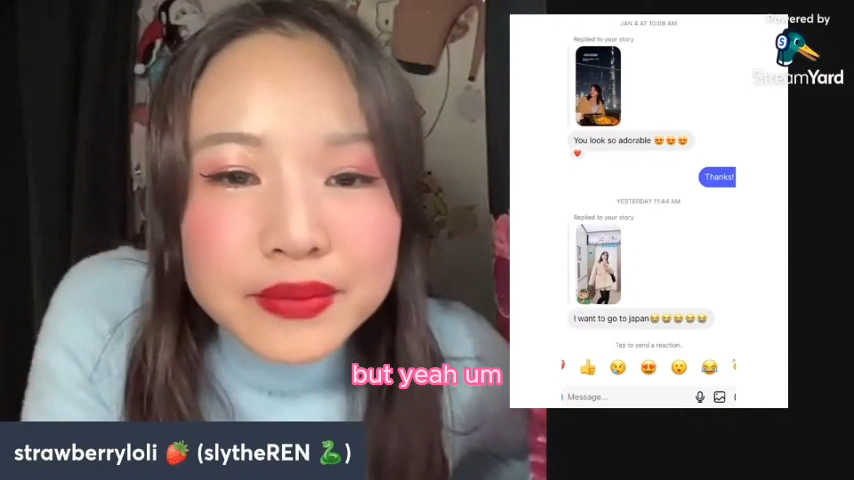 Powered by
StreamYard
JAN 4 AT 10:08 AM
Replied to your story
You look so adorable 😍 😍 😍
Thanks!
YESTERDAY 11:44 AM
Replied to your story
I want to go to japan😭😭😭😭😭
Tap to send a reaction.
Message...
but yeah um
strawberryloli 🍓 (slytheREN 🐍)